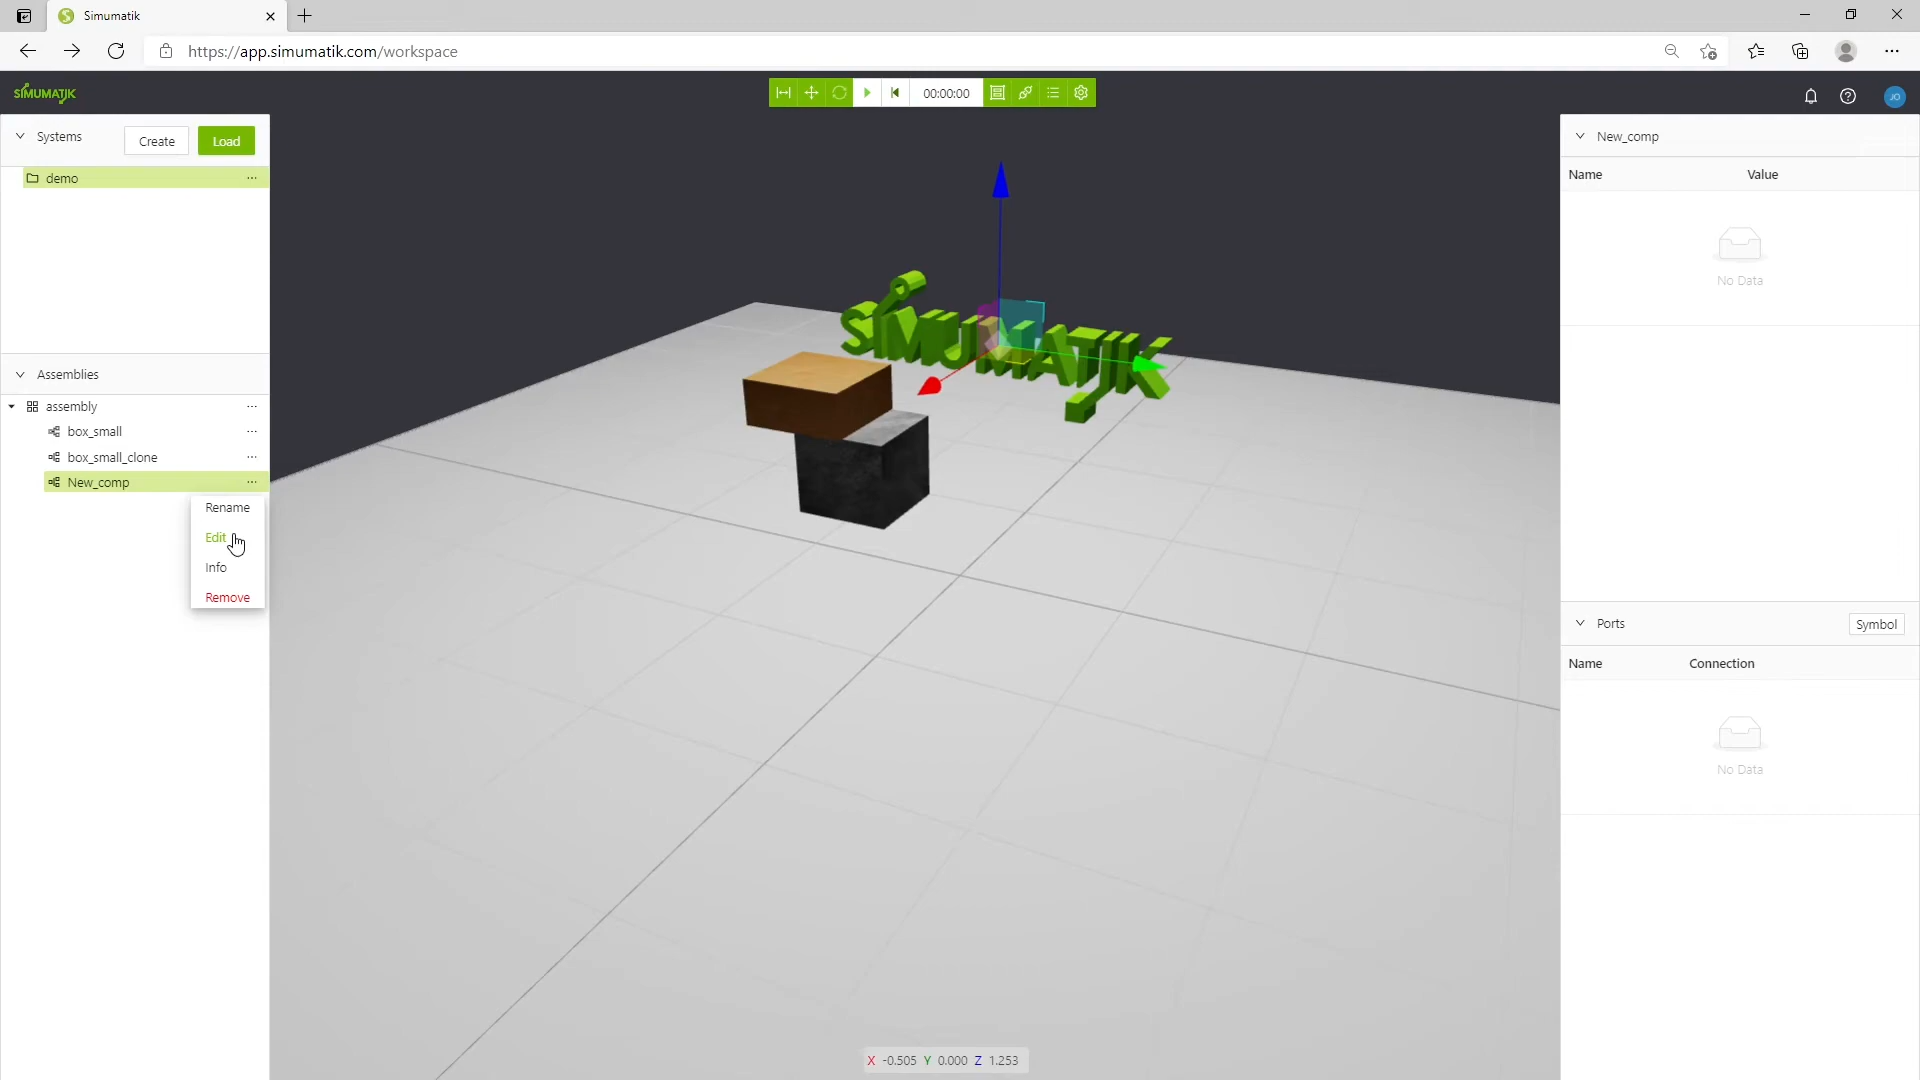 Simumatik
https://app.simumatik.com/workspace
SIMUMATIK
00:00:00
JO
Systems
Create
Load
demo
Assemblies
assembly
box_small
box_small_clone
New_comp
Rename
Edit
Info
Remove
SIMUMATIK
X -0.505 Y 0.000 Z 1.253
New_comp
Name Value
No Data
Ports
Symbol
Name Connection
No Data